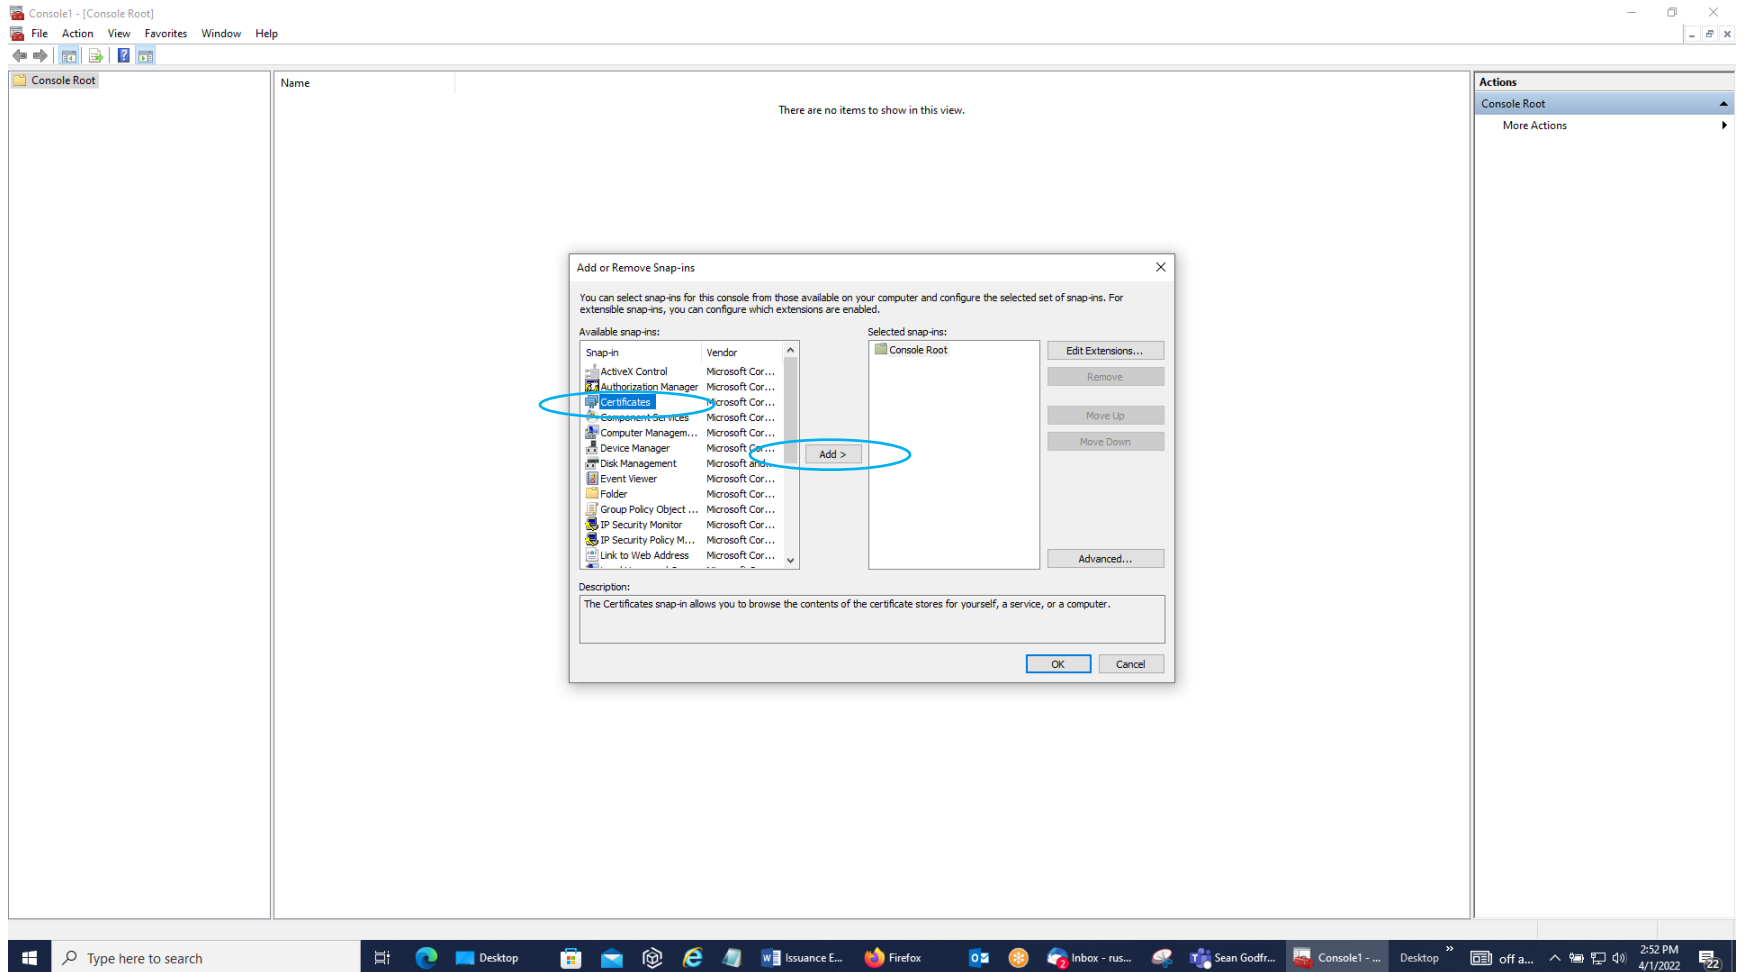 Console1 - [Console Root]
File Action View Favorites Window Help
Console Root
Name
There are no items to show in this view.
Actions
Console Root
More Actions
Add or Remove Snap-ins
You can select snap-ins for this console from those available on your computer and configure the selected set of snap-ins. For
extensible snap-ins, you can configure which extensions are enabled.
Available snap-ins:
Selected snap-ins:
Snap-in Vendor
ActiveX Control Microsoft Cor...
Authorization Manager Microsoft Cor...
Certificates Microsoft Cor...
Component Services Microsoft Cor...
Computer Managem... Microsoft Cor...
Device Manager Microsoft Cor...
Disk Management Microsoft and...
Event Viewer Microsoft Cor...
Folder Microsoft Cor...
Group Policy Object ... Microsoft Cor...
IP Security Monitor Microsoft Cor...
IP Security Policy M... Microsoft Cor...
Link to Web Address Microsoft Cor...
Add >
Console Root
Edit Extensions...
Remove
Move Up
Move Down
Advanced...
Description:
The Certificates snap-in allows you to browse the contents of the certificate stores for yourself, a service, or a computer.
OK Cancel
Type here to search
Desktop
Issuance E...
Firefox
Inbox - rus...
Sean Godfr...
Console1 - ...
Desktop
off a...
2:52 PM
4/1/2022
22